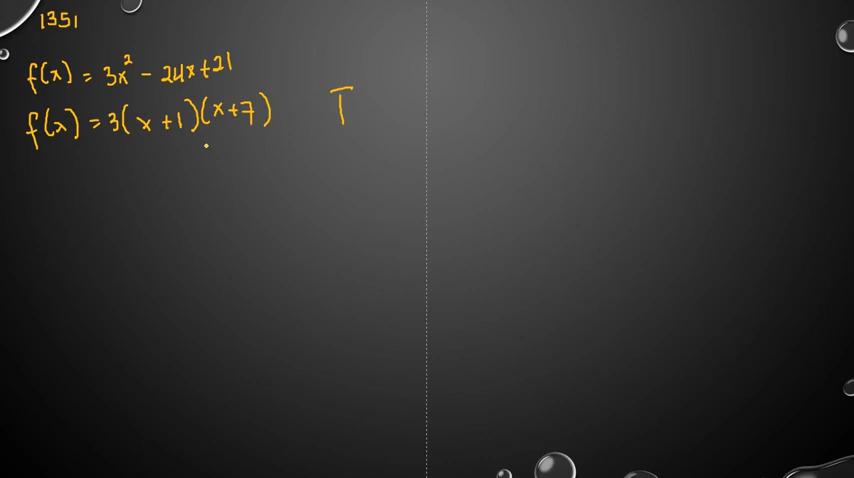 1351
f(x) = 3x² - 24x+21
f(x) = 3(x+1)(x+7) T